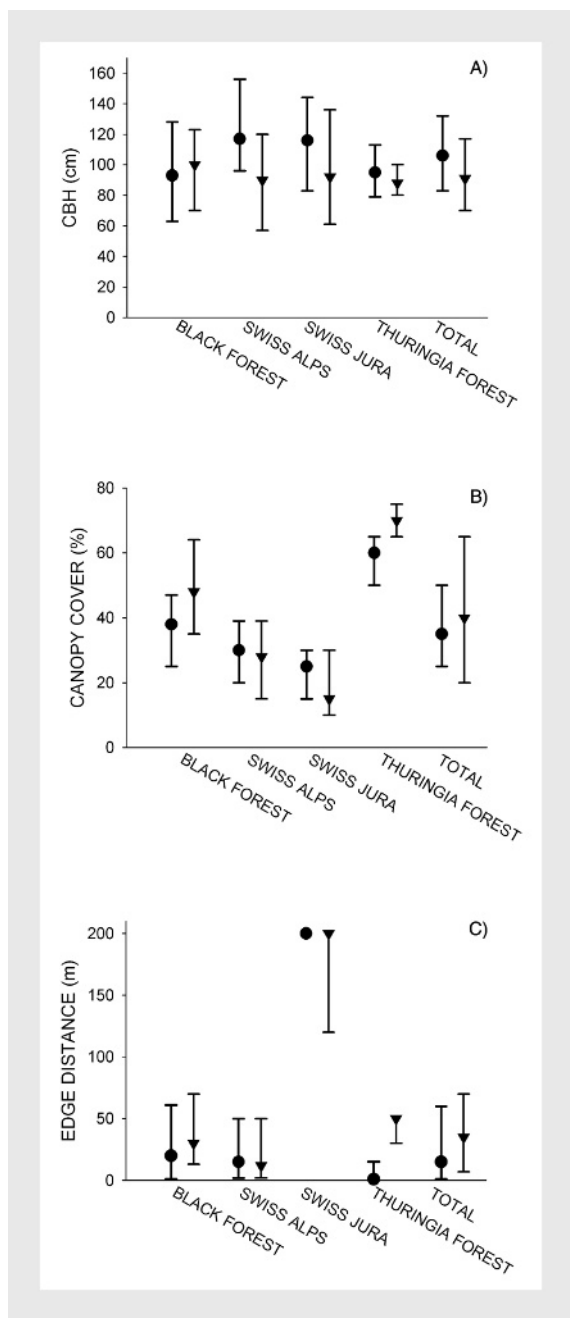 A)
160
140
120
100
80
60
40
20
0
CBH (cm)
BLACK FOREST
SWISS ALPS
SWISS JURA
THURINGIA FOREST
TOTAL
B)
80
60
40
20
0
CANOPY COVER (%)
BLACK FOREST
SWISS ALPS
SWISS JURA
THURINGIA FOREST
TOTAL
C)
200
150
100
50
0
EDGE DISTANCE (m)
BLACK FOREST
SWISS ALPS
SWISS JURA
THURINGIA FOREST
TOTAL